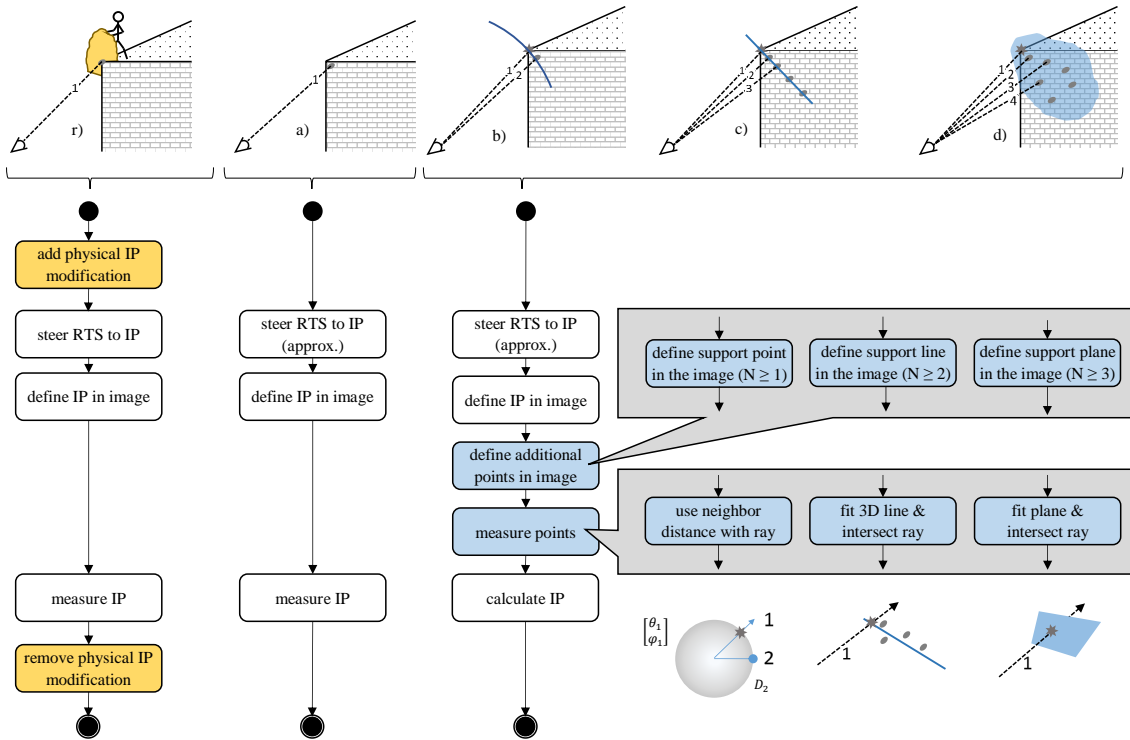 1
r)
1
a)
1
2
b)
1
2
3
c)
1
2
3
4
d)
add physical IP
modification
steer RTS to IP
define IP in image
measure IP
remove physical IP
modification
steer RTS to IP
(approx.)
define IP in image
measure IP
steer RTS to IP
(approx.)
define IP in image
define additional
points in image
measure points
calculate IP
define support point
in the image (N ≥ 1)
define support line
in the image (N ≥ 2)
define support plane
in the image (N ≥ 3)
use neighbor
distance with ray
fit 3D line &
intersect ray
fit plane &
intersect ray
[θ₁
φ₁]
1
2
D₂
1
1